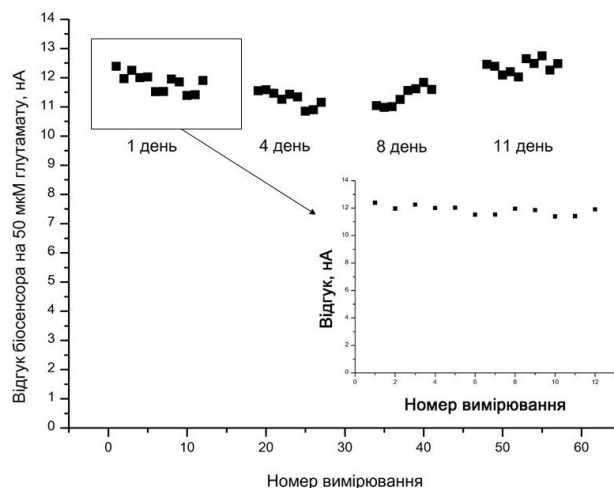 Відгук біосенсора на 50 мкМ глутамату, нА
14
13
12
11
10
9
8
7
6
5
4
3
2
1
0
1 день
4 день
8 день
11 день
Відгук, нА
14
12
10
8
6
4
2
0
0 2 4 6 8 10 12
Номер вимірювання
0 10 20 30 40 50 60
Номер вимірювання